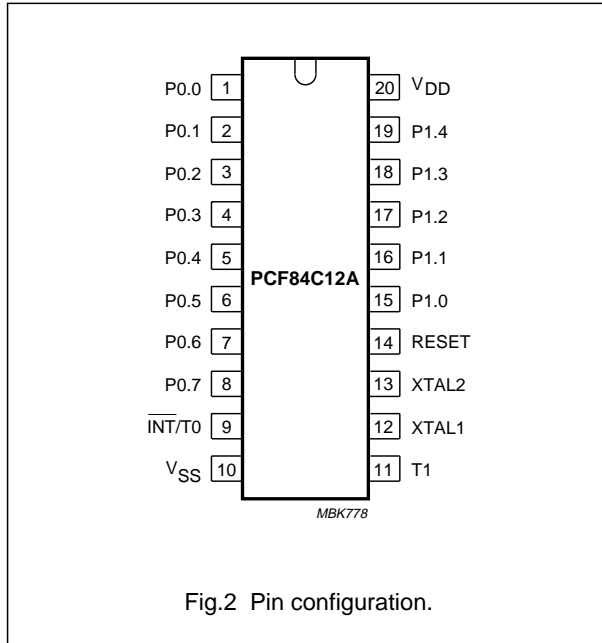 P0.0 1 20 VDD
P0.1 2 19 P1.4
P0.2 3 18 P1.3
P0.3 4 17 P1.2
P0.4 5 16 P1.1
PCF84C12A
P0.5 6 15 P1.0
P0.6 7 14 RESET
P0.7 8 13 XTAL2
INT/T0 9 12 XTAL1
VSS 10 11 T1
MBK778
Fig.2 Pin configuration.